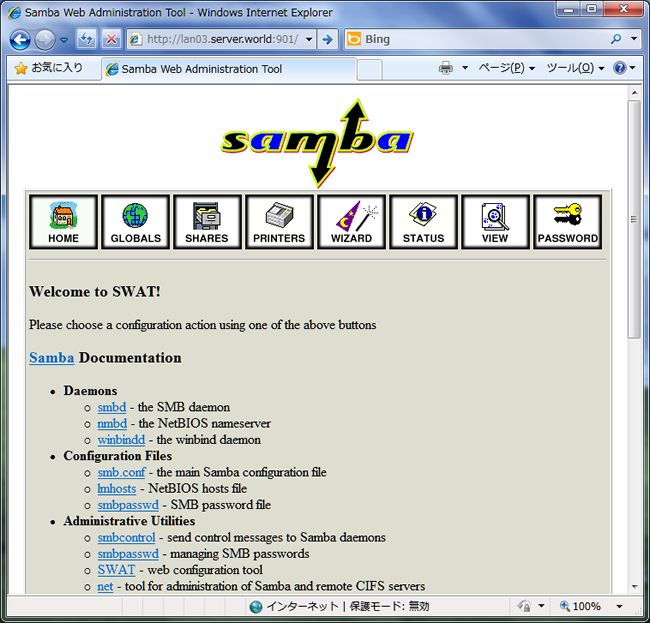 Samba Web Administration Tool - Windows Internet Explorer
http://lan03.server.world:901/
Bing
お気に入り
Samba Web Administration Tool
ページ(P)
ツール(O)
samba
HOME
GLOBALS
SHARES
PRINTERS
WIZARD
STATUS
VIEW
PASSWORD
Welcome to SWAT!
Please choose a configuration action using one of the above buttons
Samba Documentation
• Daemons
○ smbd - the SMB daemon
○ nmbd - the NetBIOS nameserver
○ winbindd - the winbind daemon
• Configuration Files
○ smb.conf - the main Samba configuration file
○ lmhosts - NetBIOS hosts file
○ smbpasswd - SMB password file
• Administrative Utilities
○ smbcontrol - send control messages to Samba daemons
○ smbpasswd - managing SMB passwords
○ SWAT - web configuration tool
○ net - tool for administration of Samba and remote CIFS servers
インターネット | 保護モード: 無効
100%